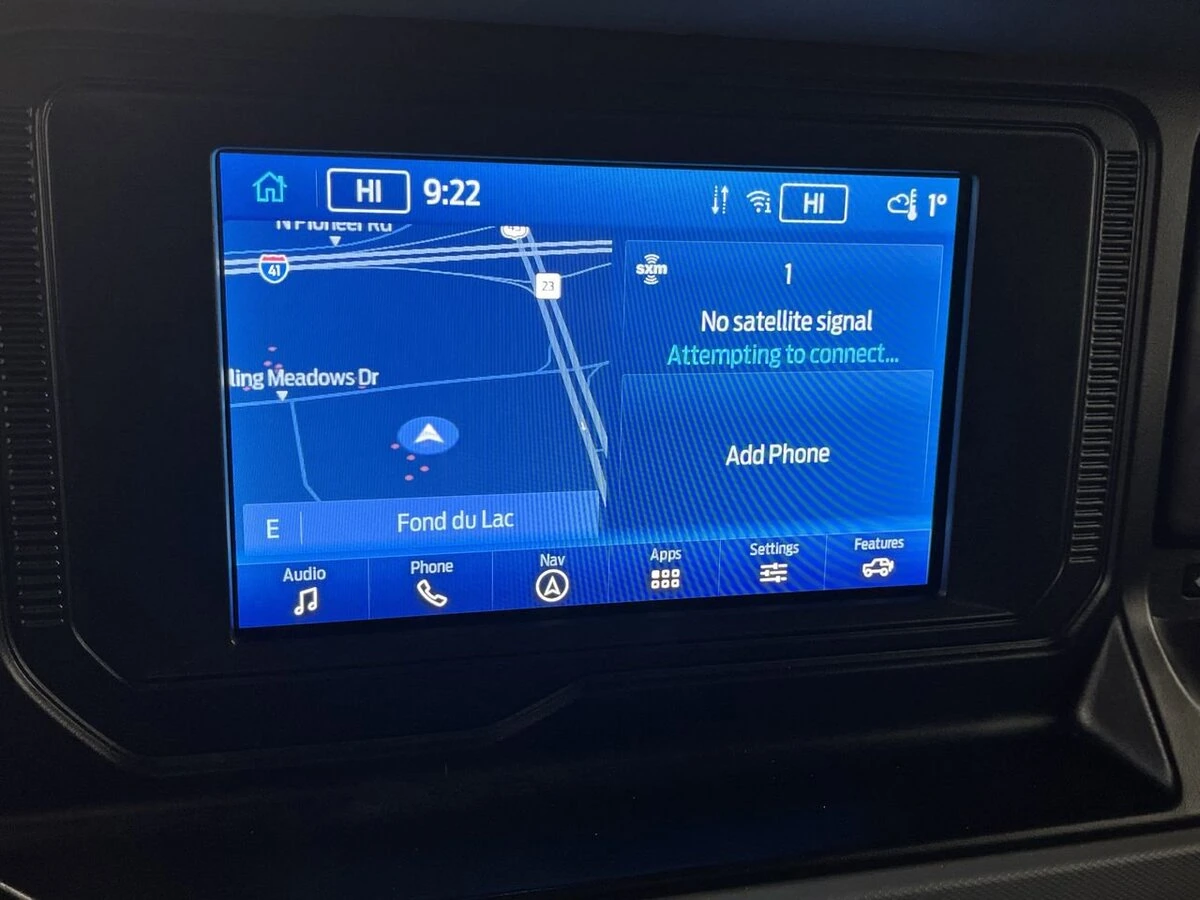 HI 9:22 HI 1°
N Pioneer Rd
41
23
sxm 1
No satellite signal
Attempting to connect...
ling Meadows Dr
Add Phone
E Fond du Lac
Audio Phone Nav Apps Settings Features